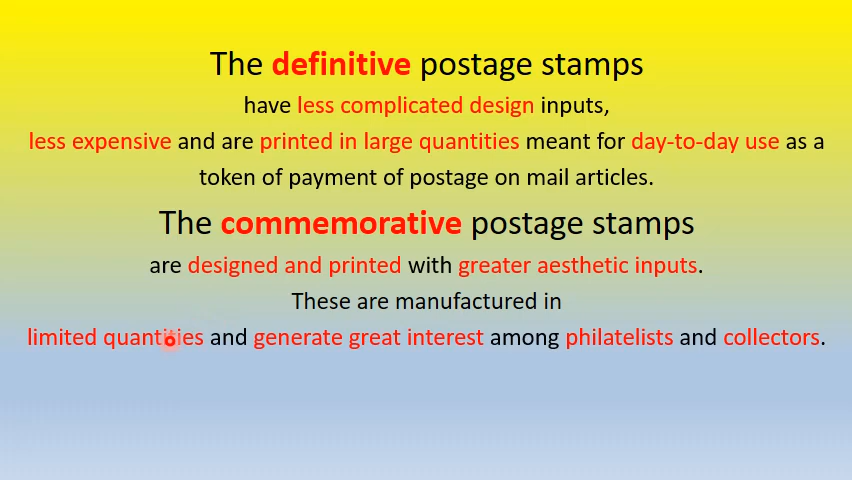 The definitive postage stamps
have less complicated design inputs,
less expensive and are printed in large quantities meant for day-to-day use as a
token of payment of postage on mail articles.
The commemorative postage stamps
are designed and printed with greater aesthetic inputs.
These are manufactured in
limited quantities and generate great interest among philatelists and collectors.